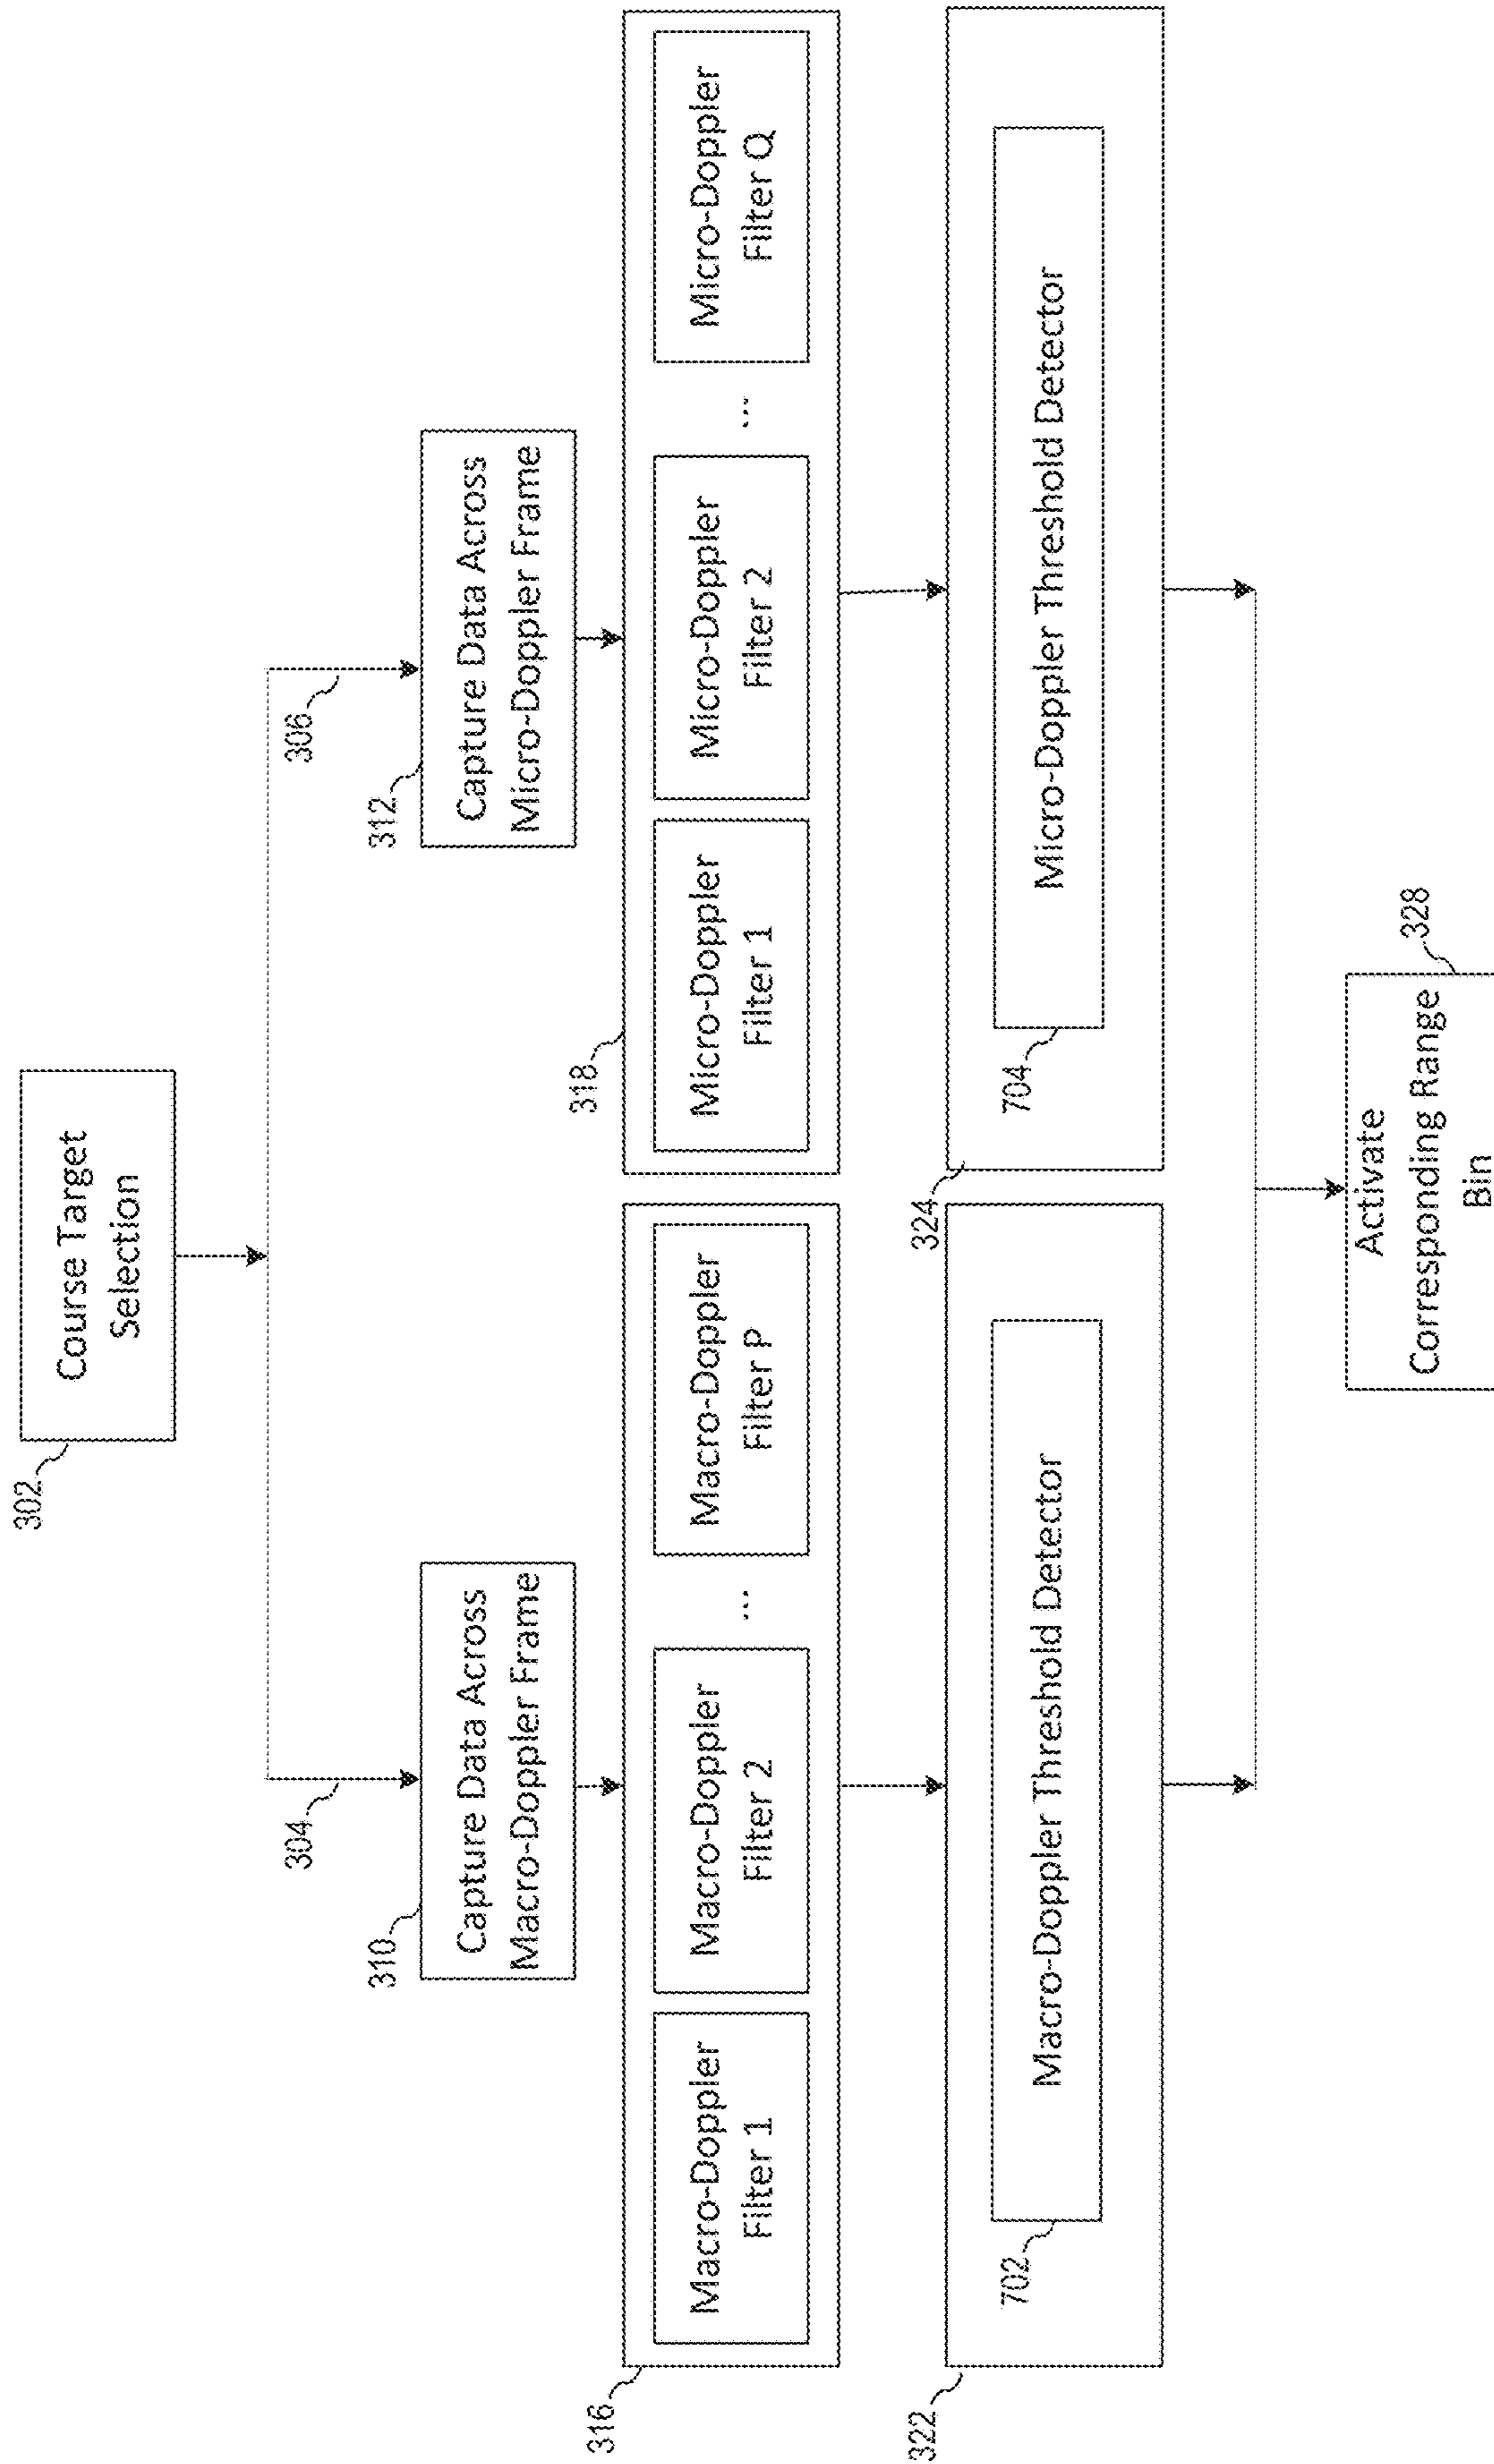 302
Course Target
Selection
304
306
310
Capture Data Across
Macro-Doppler Frame
312
Capture Data Across
Micro-Doppler Frame
316
Macro-Doppler
Filter 1
Macro-Doppler
Filter 2
...
Macro-Doppler
Filter P
318
Micro-Doppler
Filter 1
Micro-Doppler
Filter 2
...
Micro-Doppler
Filter Q
322
702
Macro-Doppler Threshold Detector
324
704
Micro-Doppler Threshold Detector
Activate
Corresponding Range
Bin
328